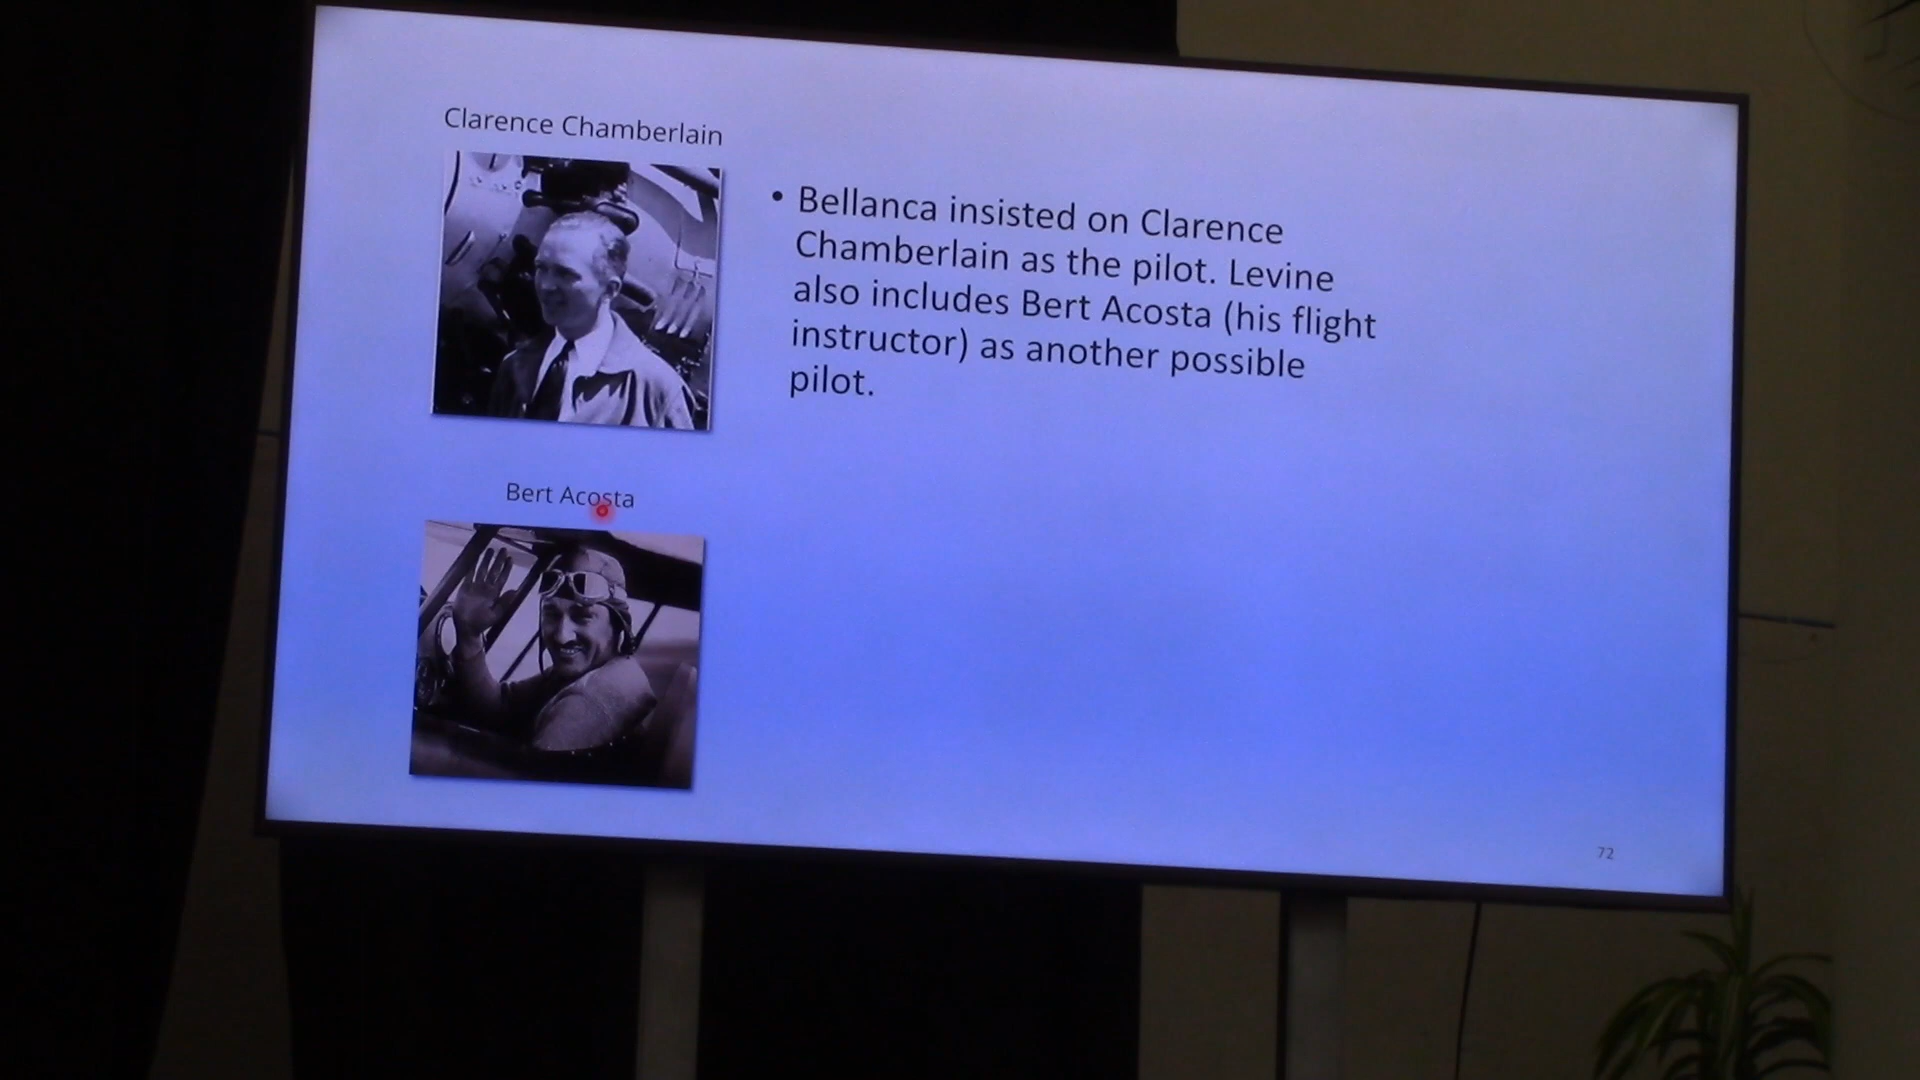 Clarence Chamberlain
• Bellanca insisted on Clarence
Chamberlain as the pilot. Levine
also includes Bert Acosta (his flight
instructor) as another possible
pilot.
Bert Acosta
72